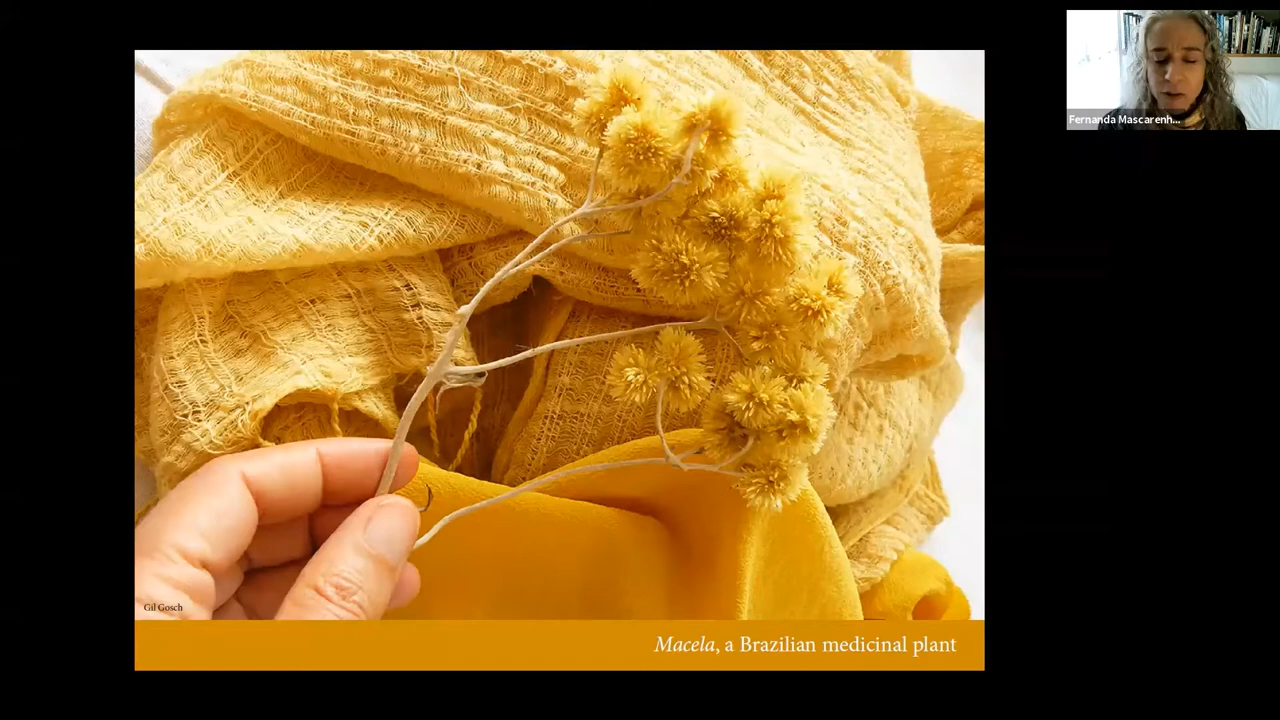 Fernanda Mascarenh...
Gil Gosch
Macela, a Brazilian medicinal plant